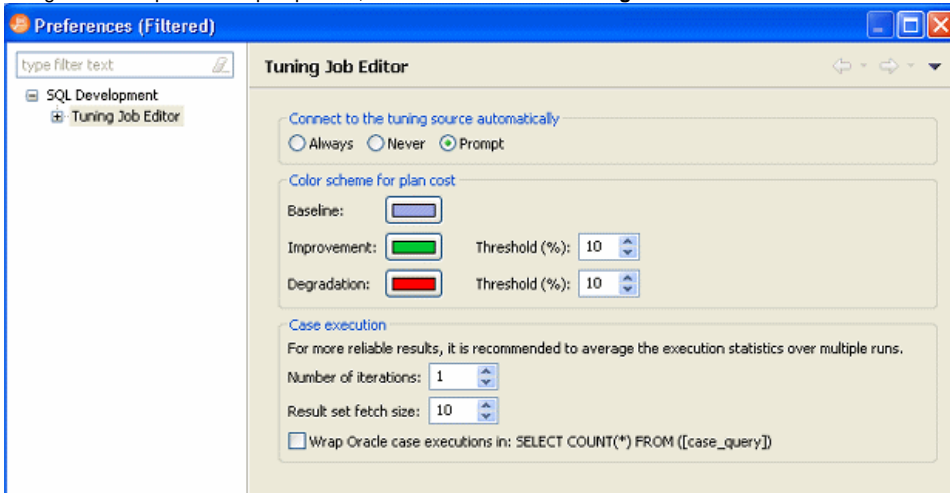 Preferences (Filtered)
type filter text
SQL Development
Tuning Job Editor
Tuning Job Editor
Connect to the tuning source automatically
Always Never Prompt
Color scheme for plan cost
Baseline:
Improvement: Threshold (%): 10
Degradation: Threshold (%): 10
Case execution
For more reliable results, it is recommended to average the execution statistics over multiple runs.
Number of iterations: 1
Result set fetch size: 10
Wrap Oracle case executions in: SELECT COUNT(*) FROM ([case_query])